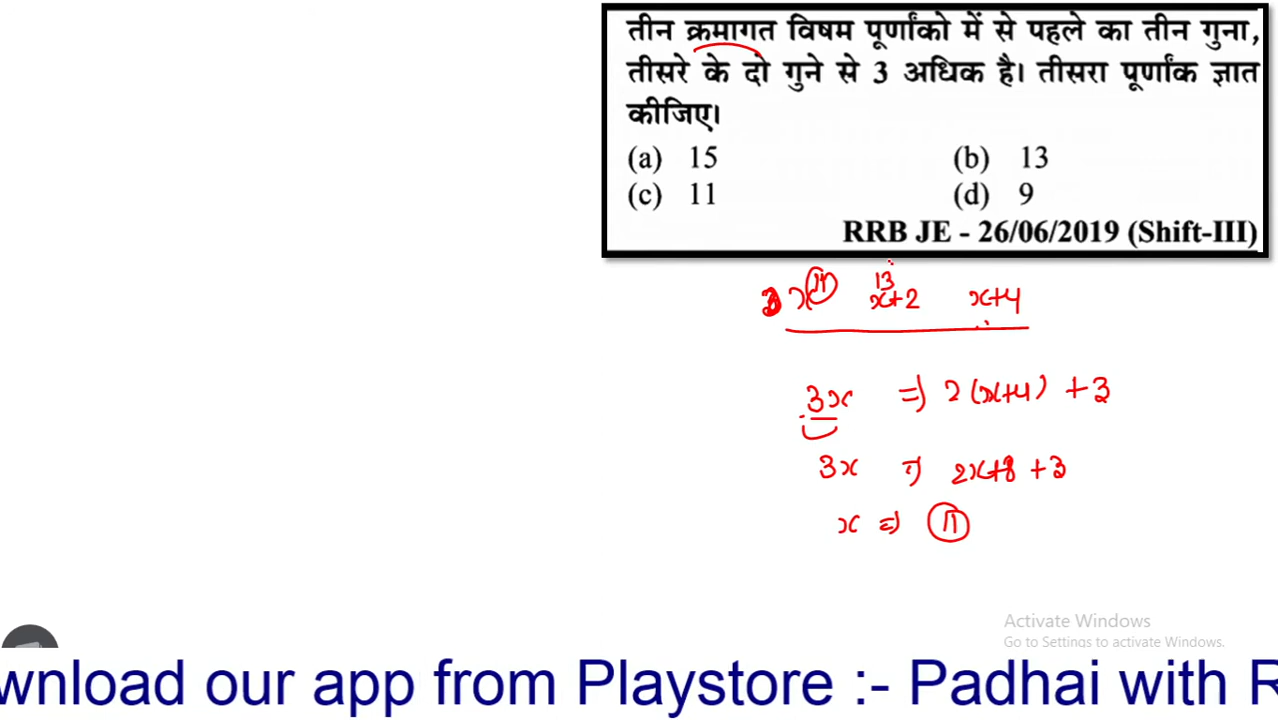 तीन क्रमागत विषम पूर्णांको में से पहले का तीन गुना,
तीसरे के दो गुने से 3 अधिक है। तीसरा पूर्णांक ज्ञात
कीजिए।
(a) 15 (b) 13
(c) 11 (d) 9
RRB JE - 26/06/2019 (Shift-III)
11 13
3 x x+2 x+4
3x => 2(x+4) +3
3x => 2x+8 +3
x => 11
Activate Windows
Go to Settings to activate Windows.
wnload our app from Playstore :- Padhai with R